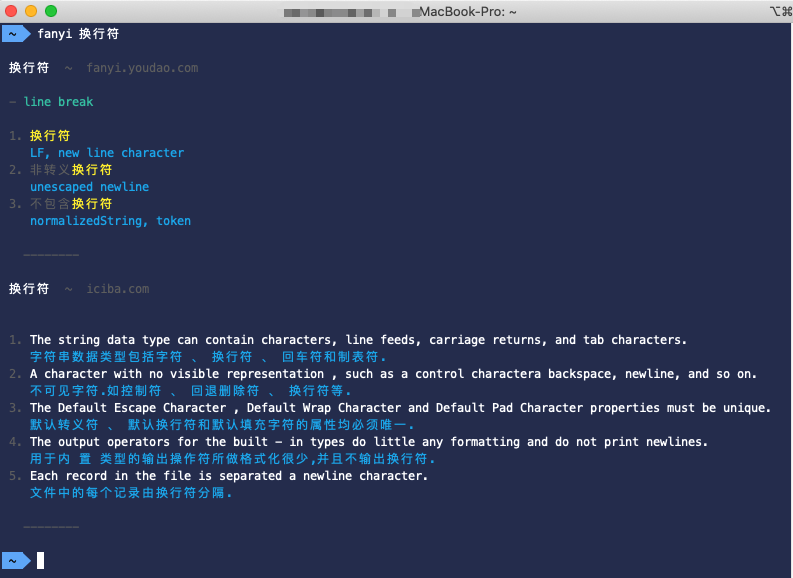 MacBook-Pro: ~ ⌥⌘
~ fanyi 换行符
换行符 ~ fanyi.youdao.com
- line break
1. 换行符
LF, new line character
2. 非转义换行符
unescaped newline
3. 不包含换行符
normalizedString, token
--------
换行符 ~ iciba.com
1. The string data type can contain characters, line feeds, carriage returns, and tab characters.
字符串数据类型包括字符 、 换行符 、 回车符和制表符.
2. A character with no visible representation , such as a control charactera backspace, newline, and so on.
不可见字符.如控制符 、 回退删除符 、 换行符等.
3. The Default Escape Character , Default Wrap Character and Default Pad Character properties must be unique.
默认转义符 、 默认换行符和默认填充字符的属性均必须唯一.
4. The output operators for the built - in types do little any formatting and do not print newlines.
用于内 置 类型的输出操作符所做格式化很少,并且不输出换行符.
5. Each record in the file is separated a newline character.
文件中的每个记录由换行符分隔.
--------
~